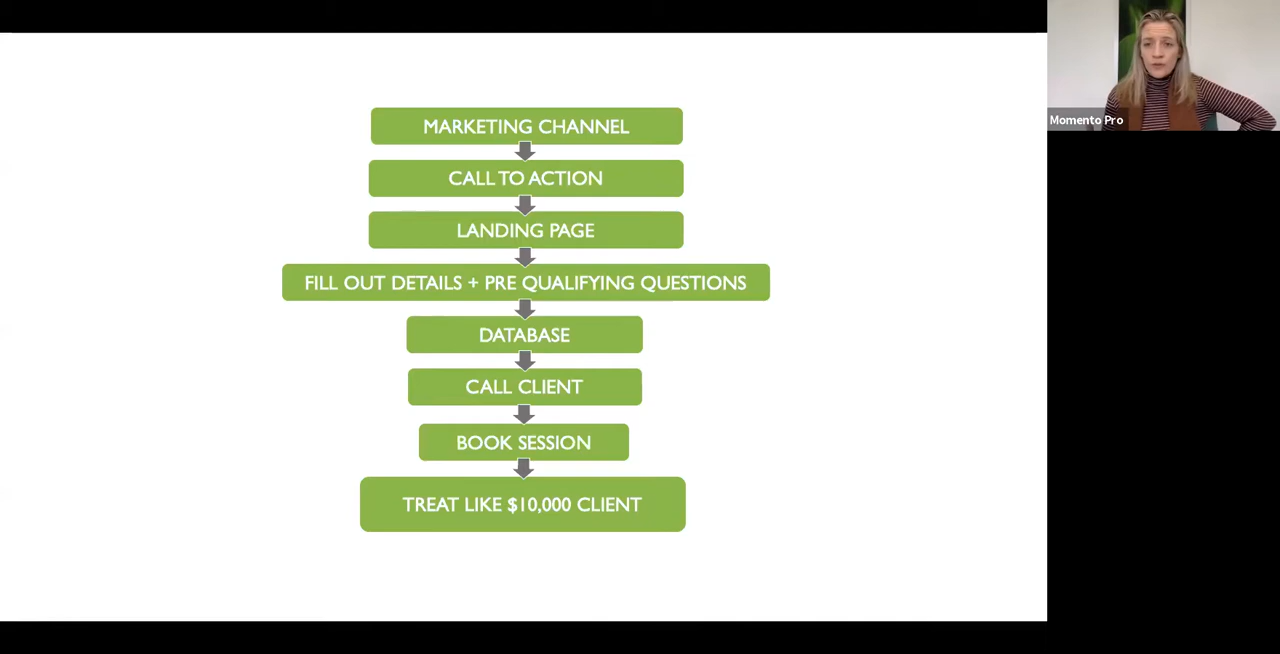 MARKETING CHANNEL
CALL TO ACTION
LANDING PAGE
FILL OUT DETAILS + PRE QUALIFYING QUESTIONS
DATABASE
CALL CLIENT
BOOK SESSION
TREAT LIKE $10,000 CLIENT
Momento Pro